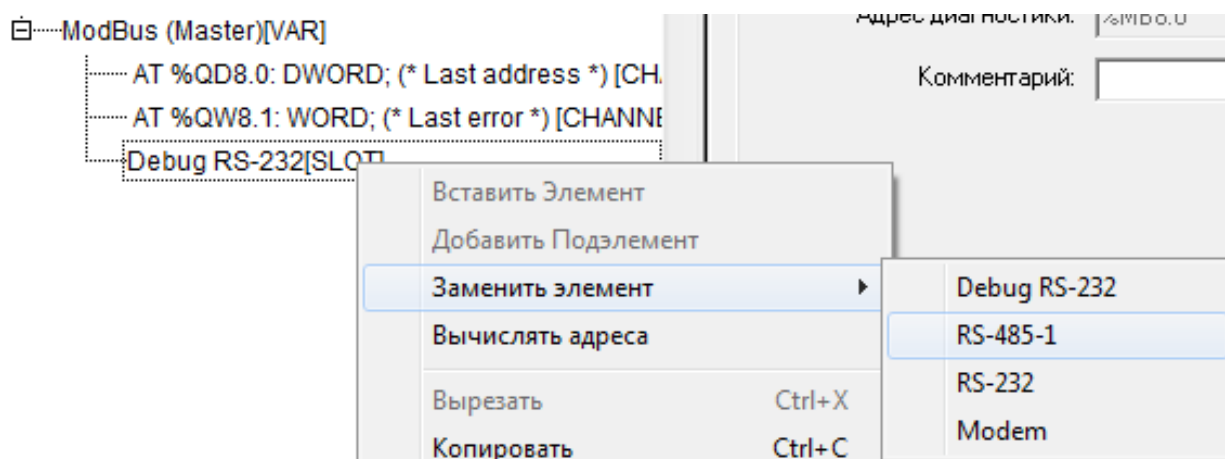 ModBus (Master)[VAR]
AT %QD8.0: DWORD; (* Last address *) [CH.
AT %QW8.1: WORD; (* Last error *) [CHANNE
Debug RS-232[SLOT]
Адрес диагностики: %MB8.0
Комментарий:
Вставить Элемент
Добавить Подэлемент
Заменить элемент
Вычислять адреса
Вырезать Ctrl+X
Копировать Ctrl+C
Debug RS-232
RS-485-1
RS-232
Modem